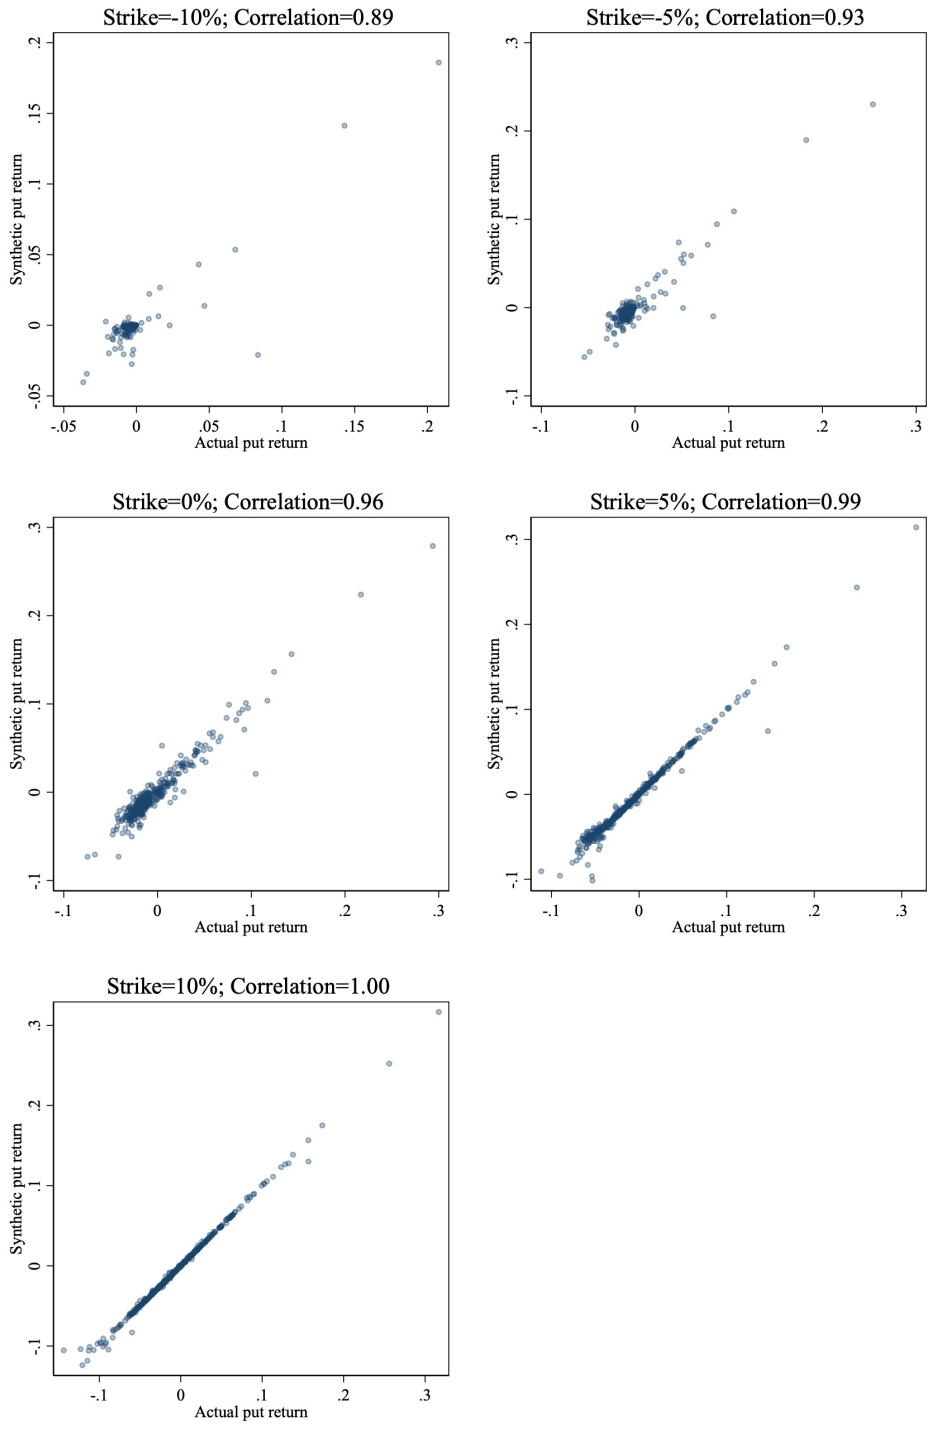 Strike=-10%; Correlation=0.89
Synthetic put return
.2
.15
.1
.05
0
-.05
-.05 0 .05 .1 .15 .2
Actual put return
Strike=-5%; Correlation=0.93
Synthetic put return
.3
.2
.1
0
-.1
-.1 0 .1 .2 .3
Actual put return
Strike=0%; Correlation=0.96
Synthetic put return
.3
.2
.1
0
-.1
-.1 0 .1 .2 .3
Actual put return
Strike=5%; Correlation=0.99
Synthetic put return
.3
.2
.1
0
-.1
-.1 0 .1 .2 .3
Actual put return
Strike=10%; Correlation=1.00
Synthetic put return
.3
.2
.1
0
-.1
-.1 0 .1 .2 .3
Actual put return